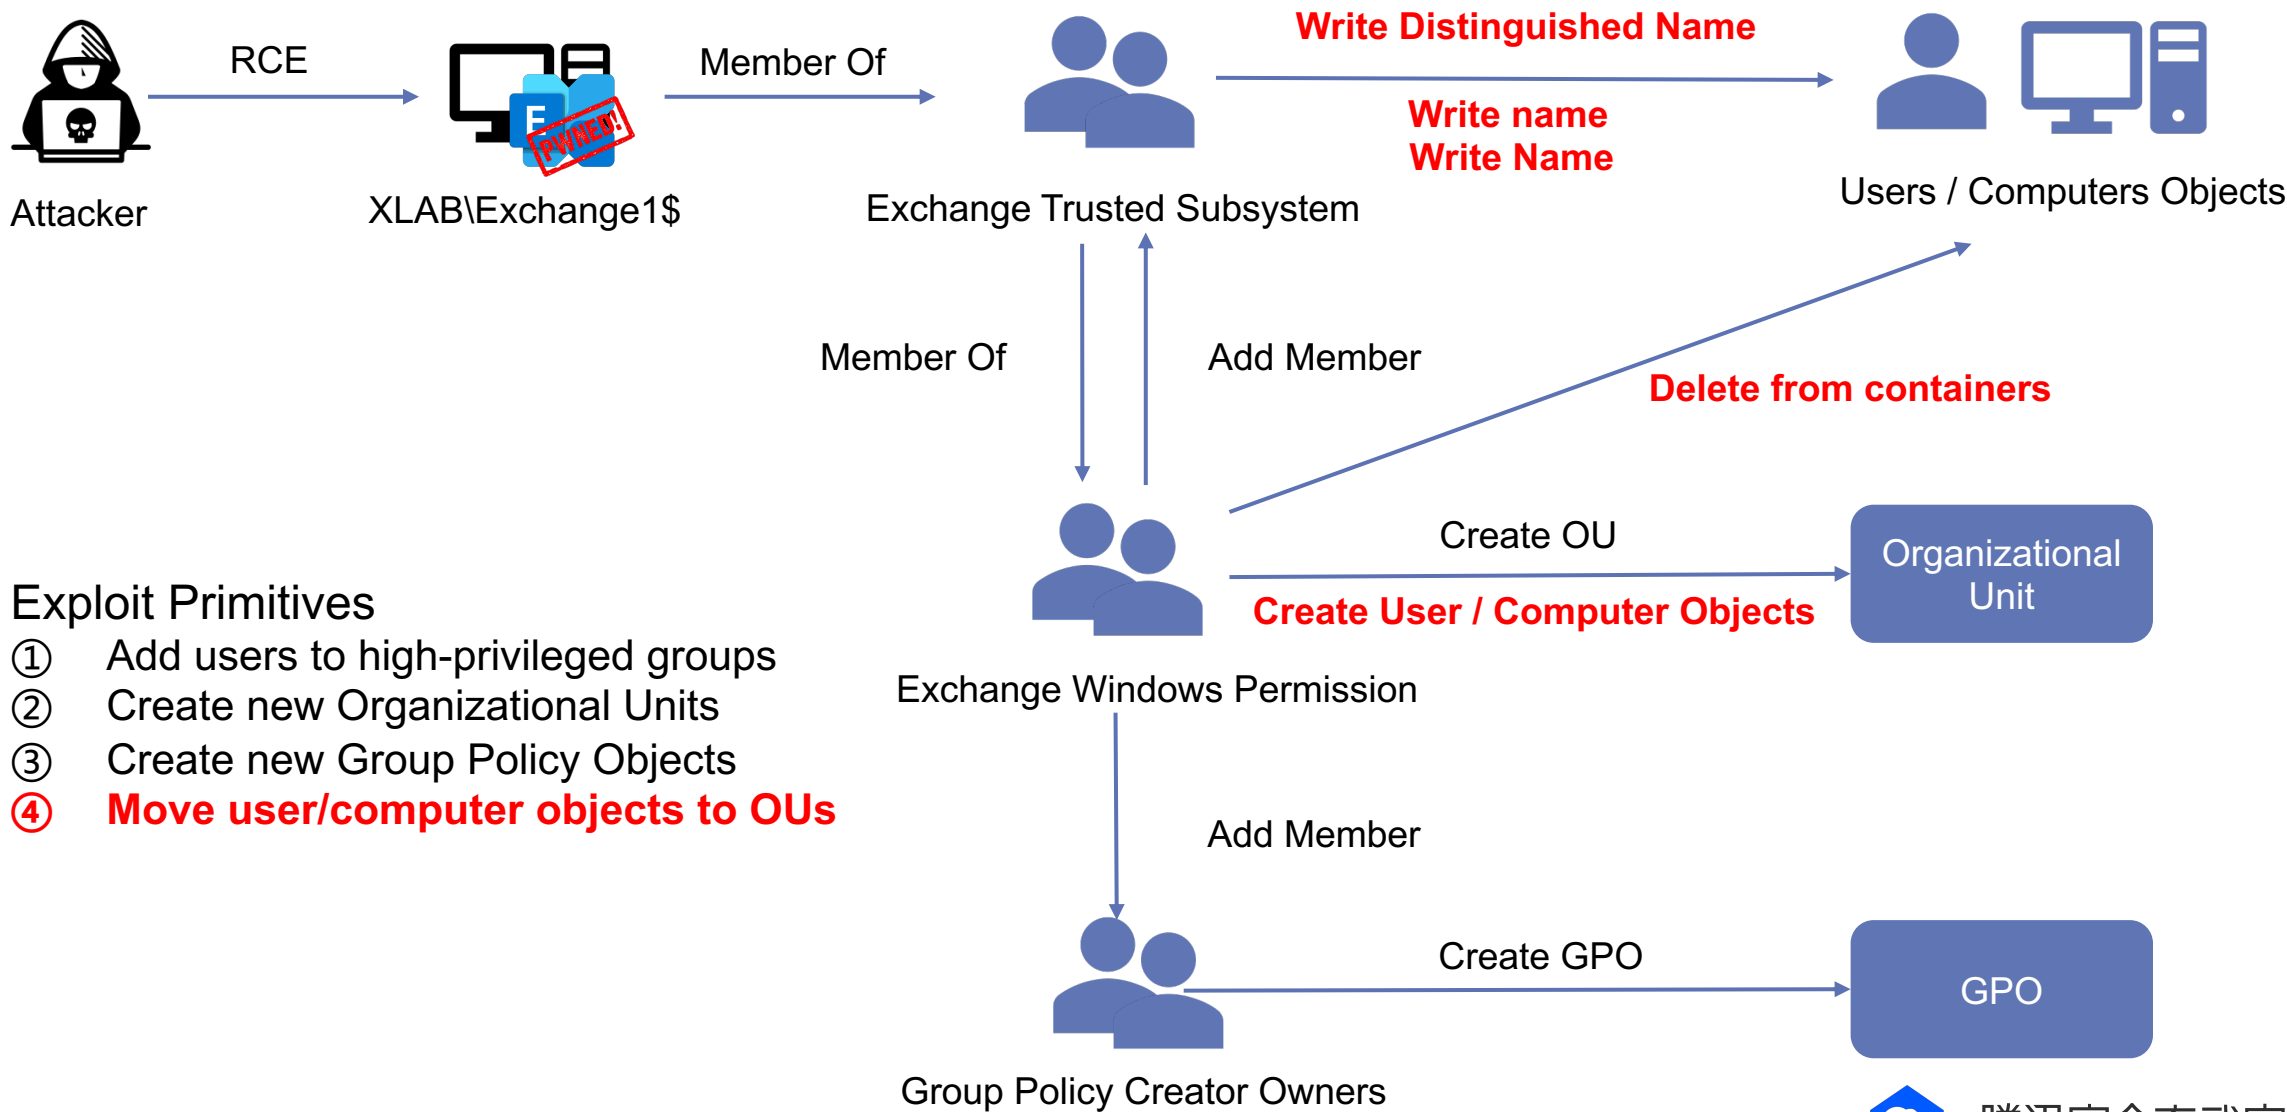 RCE
Member Of
Write Distinguished Name
Write name
Write Name
E
PWNED!
Attacker
XLAB\Exchange1$
Exchange Trusted Subsystem
Users / Computers Objects
Member Of
Add Member
Delete from containers
Create OU
Organizational
Unit
Create User / Computer Objects
Exploit Primitives
① Add users to high-privileged groups
② Create new Organizational Units
③ Create new Group Policy Objects
④ Move user/computer objects to OUs
Exchange Windows Permission
Add Member
Create GPO
GPO
Group Policy Creator Owners